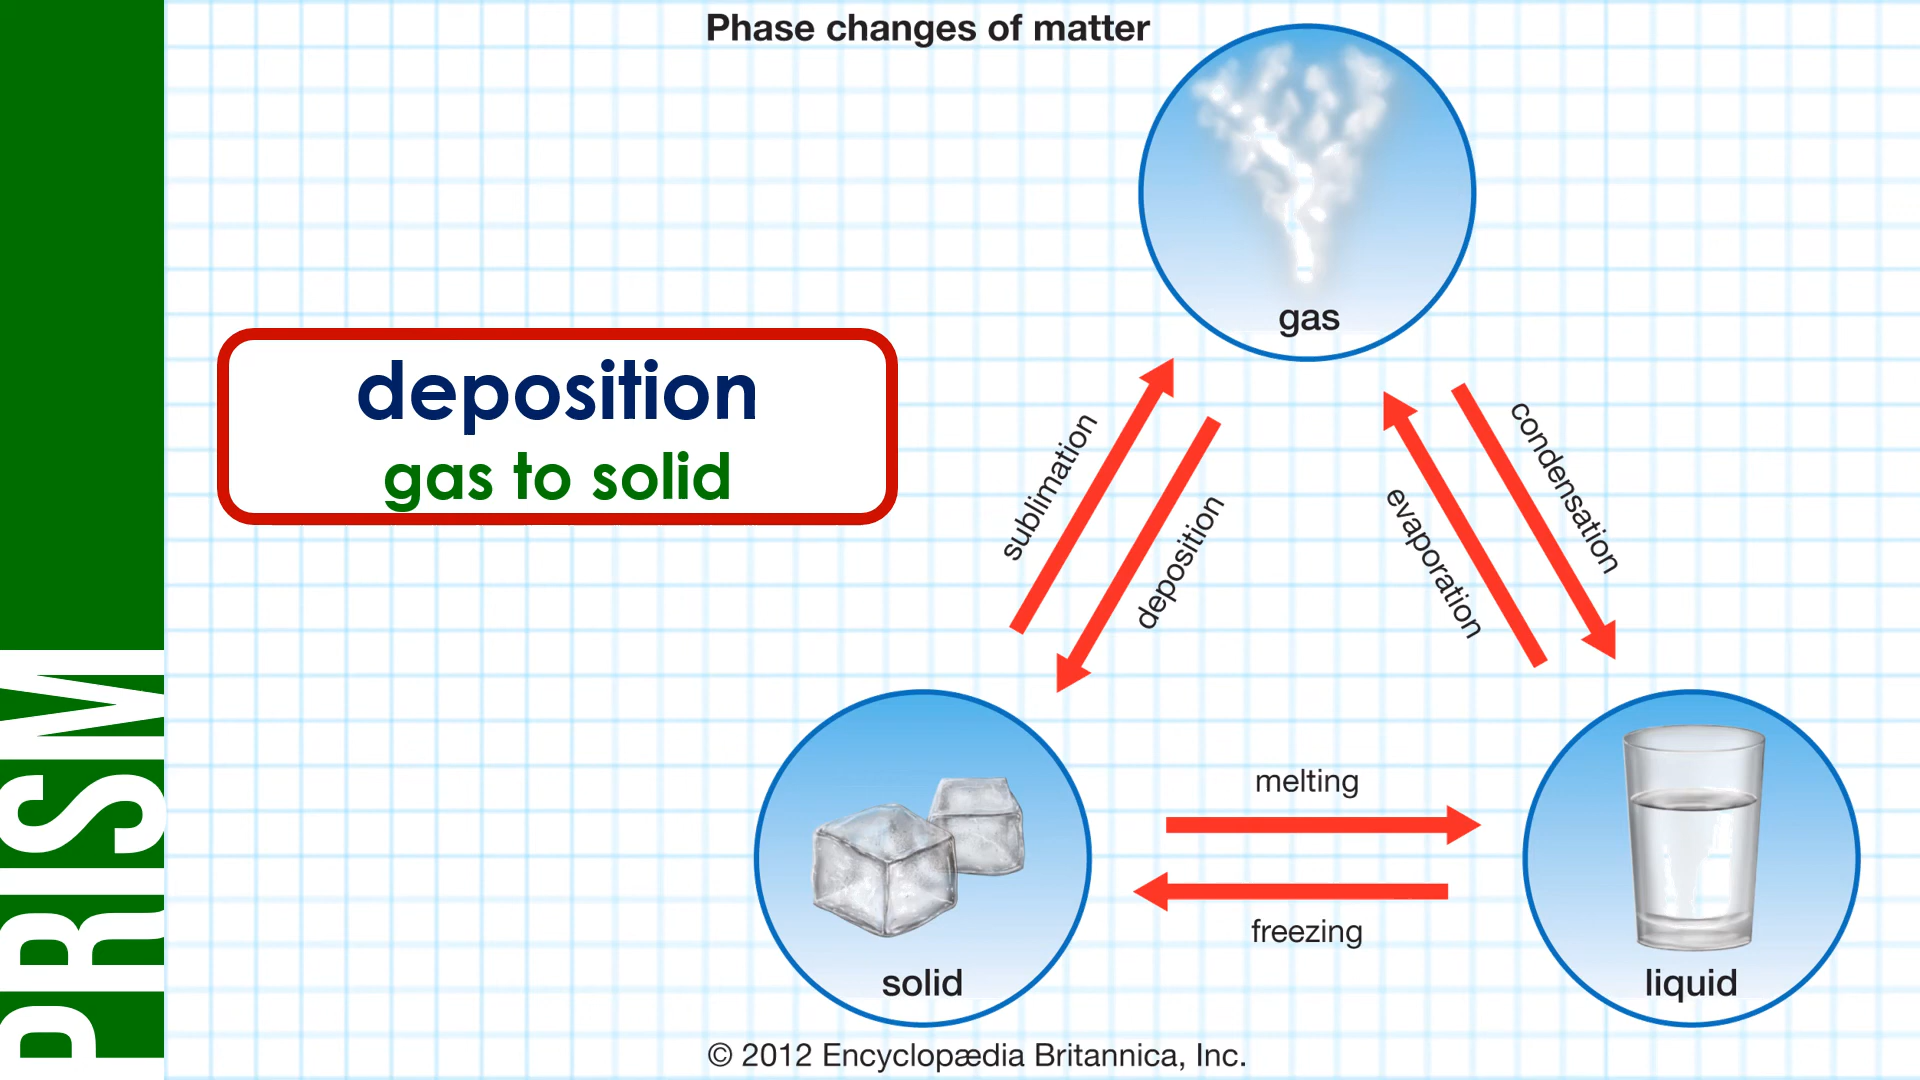 Phase changes of matter
gas
deposition
gas to solid
sublimation
deposition
evaporation
condensation
melting
freezing
solid
liquid
© 2012 Encyclopædia Britannica, Inc.
PRISM